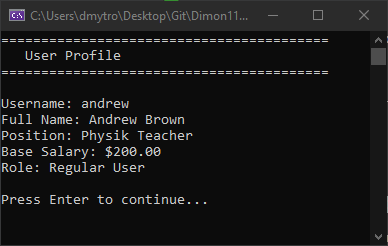 C:\Users\dmytro\Desktop\Git\Dimon11...
========================================
User Profile
========================================
Username: andrew
Full Name: Andrew Brown
Position: Physik Teacher
Base Salary: $200.00
Role: Regular User
Press Enter to continue...